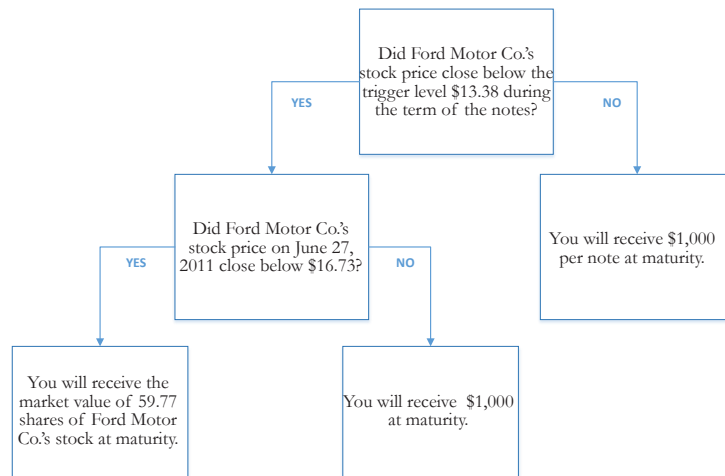 Did Ford Motor Co.'s
stock price close below the
trigger level $13.38 during
the term of the notes?
YES
NO
Did Ford Motor Co.'s
stock price on June 27,
2011 close below $16.73?
You will receive $1,000
per note at maturity.
YES
NO
You will receive the
market value of 59.77
shares of Ford Motor
Co.'s stock at maturity.
You will receive $1,000
at maturity.